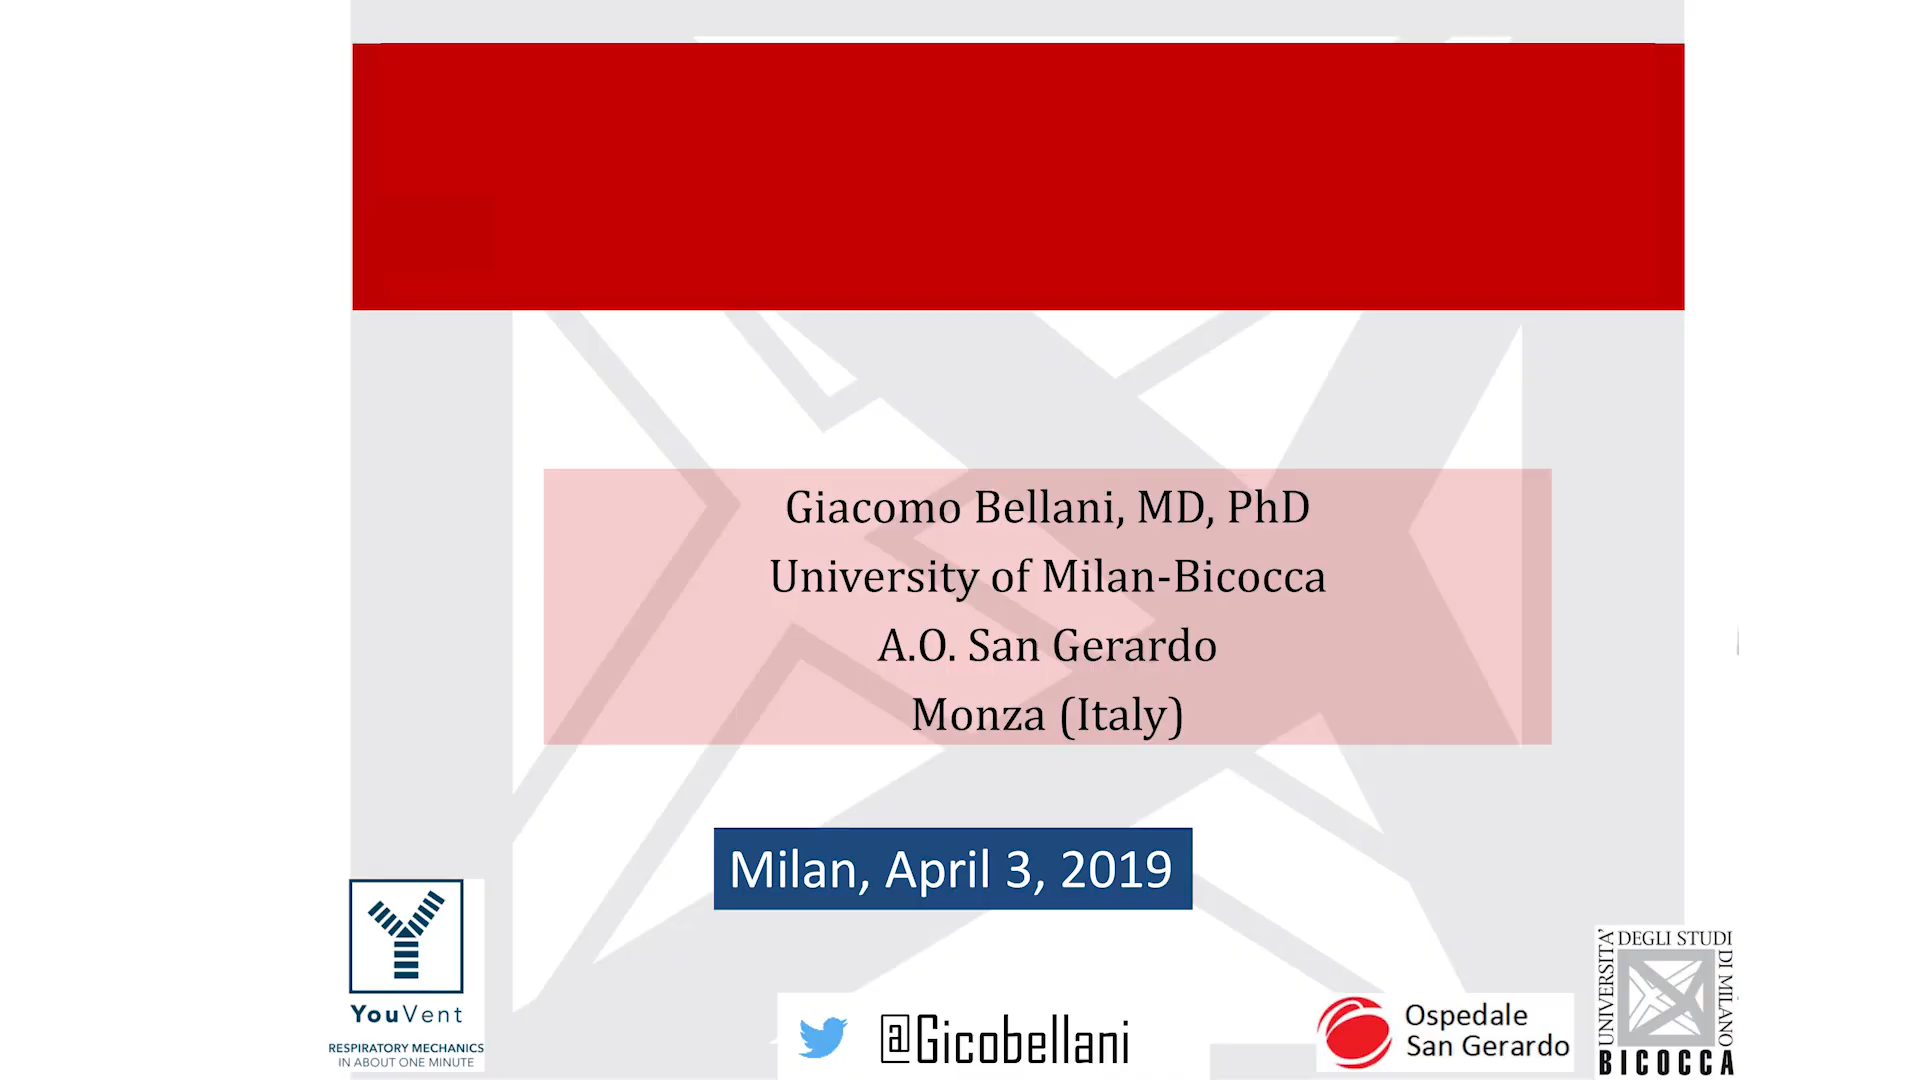 Giacomo Bellani, MD, PhD
University of Milan-Bicocca
A.O. San Gerardo
Monza (Italy)
Milan, April 3, 2019
YouVent
RESPIRATORY MECHANICS
IN ABOUT ONE MINUTE
@Gicobellani
Ospedale
San Gerardo
UNIVERSITA' DEGLI STUDI DI MILANO
BICOCCA